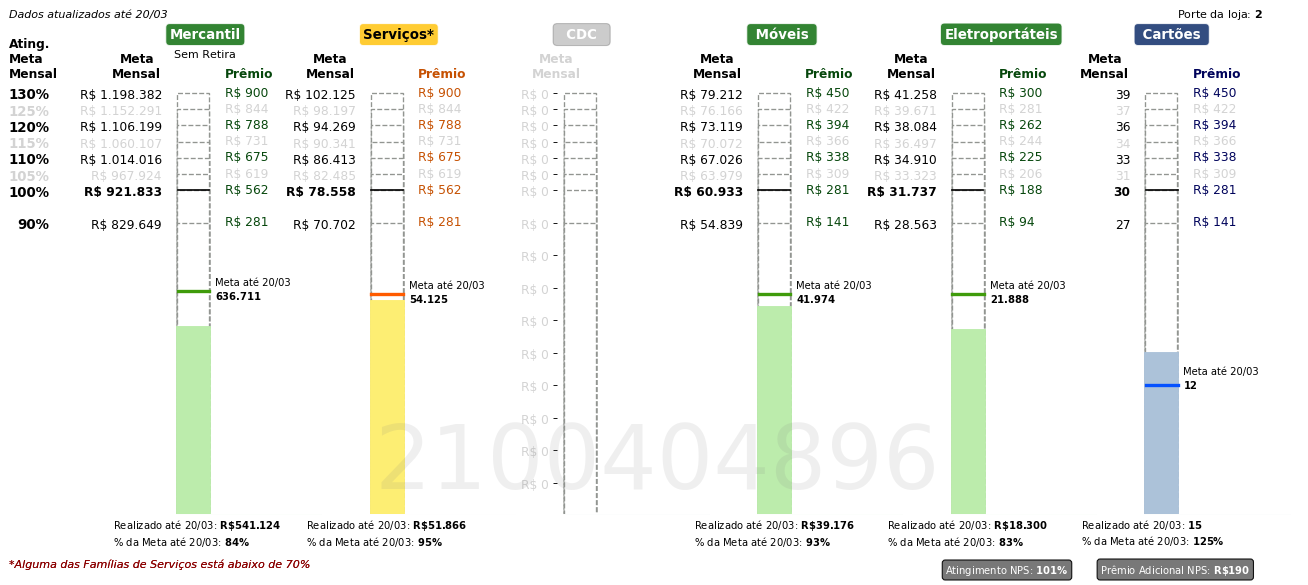 Dados atualizados até 20/03
Porte da loja: 2
Mercantil
Serviços*
CDC
Móveis
Eletroportáteis
Cartões
Sem Retira
Ating. Meta Mensal
Meta Mensal Prêmio
Meta Mensal Prêmio
Meta Mensal
Meta Mensal Prêmio
Meta Mensal Prêmio
Meta Mensal Prêmio
130% R$ 1.198.382 R$ 900 R$ 102.125 R$ 900 R$ 0 R$ 79.212 R$ 450 R$ 41.258 R$ 300 39 R$ 450
125% R$ 1.152.291 R$ 844 R$ 98.197 R$ 844 R$ 0 R$ 76.166 R$ 422 R$ 39.671 R$ 281 37 R$ 422
120% R$ 1.106.199 R$ 788 R$ 94.269 R$ 788 R$ 0 R$ 73.119 R$ 394 R$ 38.084 R$ 262 36 R$ 394
115% R$ 1.060.107 R$ 731 R$ 90.341 R$ 731 R$ 0 R$ 70.072 R$ 366 R$ 36.497 R$ 244 34 R$ 366
110% R$ 1.014.016 R$ 675 R$ 86.413 R$ 675 R$ 0 R$ 67.026 R$ 338 R$ 34.910 R$ 225 33 R$ 338
105% R$ 967.924 R$ 619 R$ 82.485 R$ 619 R$ 0 R$ 63.979 R$ 309 R$ 33.323 R$ 206 31 R$ 309
100% R$ 921.833 R$ 562 R$ 78.558 R$ 562 R$ 0 R$ 60.933 R$ 281 R$ 31.737 R$ 188 30 R$ 281
90% R$ 829.649 R$ 281 R$ 70.702 R$ 281 R$ 0 R$ 54.839 R$ 141 R$ 28.563 R$ 94 27 R$ 141
R$ 0
R$ 0
R$ 0
R$ 0
R$ 0
R$ 0
R$ 0
R$ 0
Meta até 20/03
636.711
Meta até 20/03
54.125
Meta até 20/03
41.974
Meta até 20/03
21.888
Meta até 20/03
12
2100404896
Realizado até 20/03: R$541.124
% da Meta até 20/03: 84%
Realizado até 20/03: R$51.866
% da Meta até 20/03: 95%
Realizado até 20/03: R$39.176
% da Meta até 20/03: 93%
Realizado até 20/03: R$18.300
% da Meta até 20/03: 83%
Realizado até 20/03: 15
% da Meta até 20/03: 125%
*Alguma das Famílias de Serviços está abaixo de 70%
Atingimento NPS: 101%
Prêmio Adicional NPS: R$190